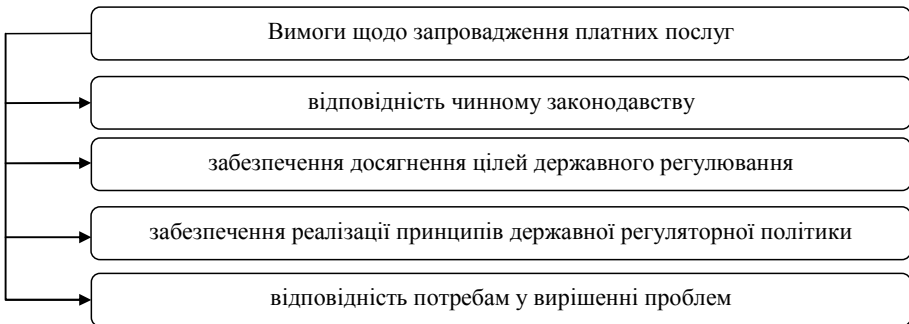 Вимоги щодо запровадження платних послуг
відповідність чинному законодавству
забезпечення досягнення цілей державного регулювання
забезпечення реалізації принципів державної регуляторної політики
відповідність потребам у вирішенні проблем